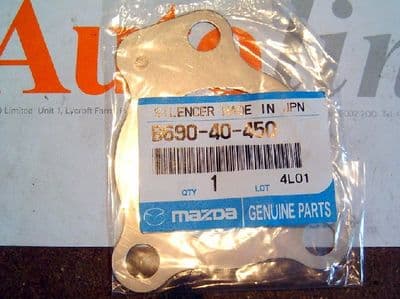 Autolin
Limited Unit 1, Lycroft Farm
SILENCER MADE IN JPN
B690-40-450
QTY 1 LOT 4L01
mazda GENUINE PARTS